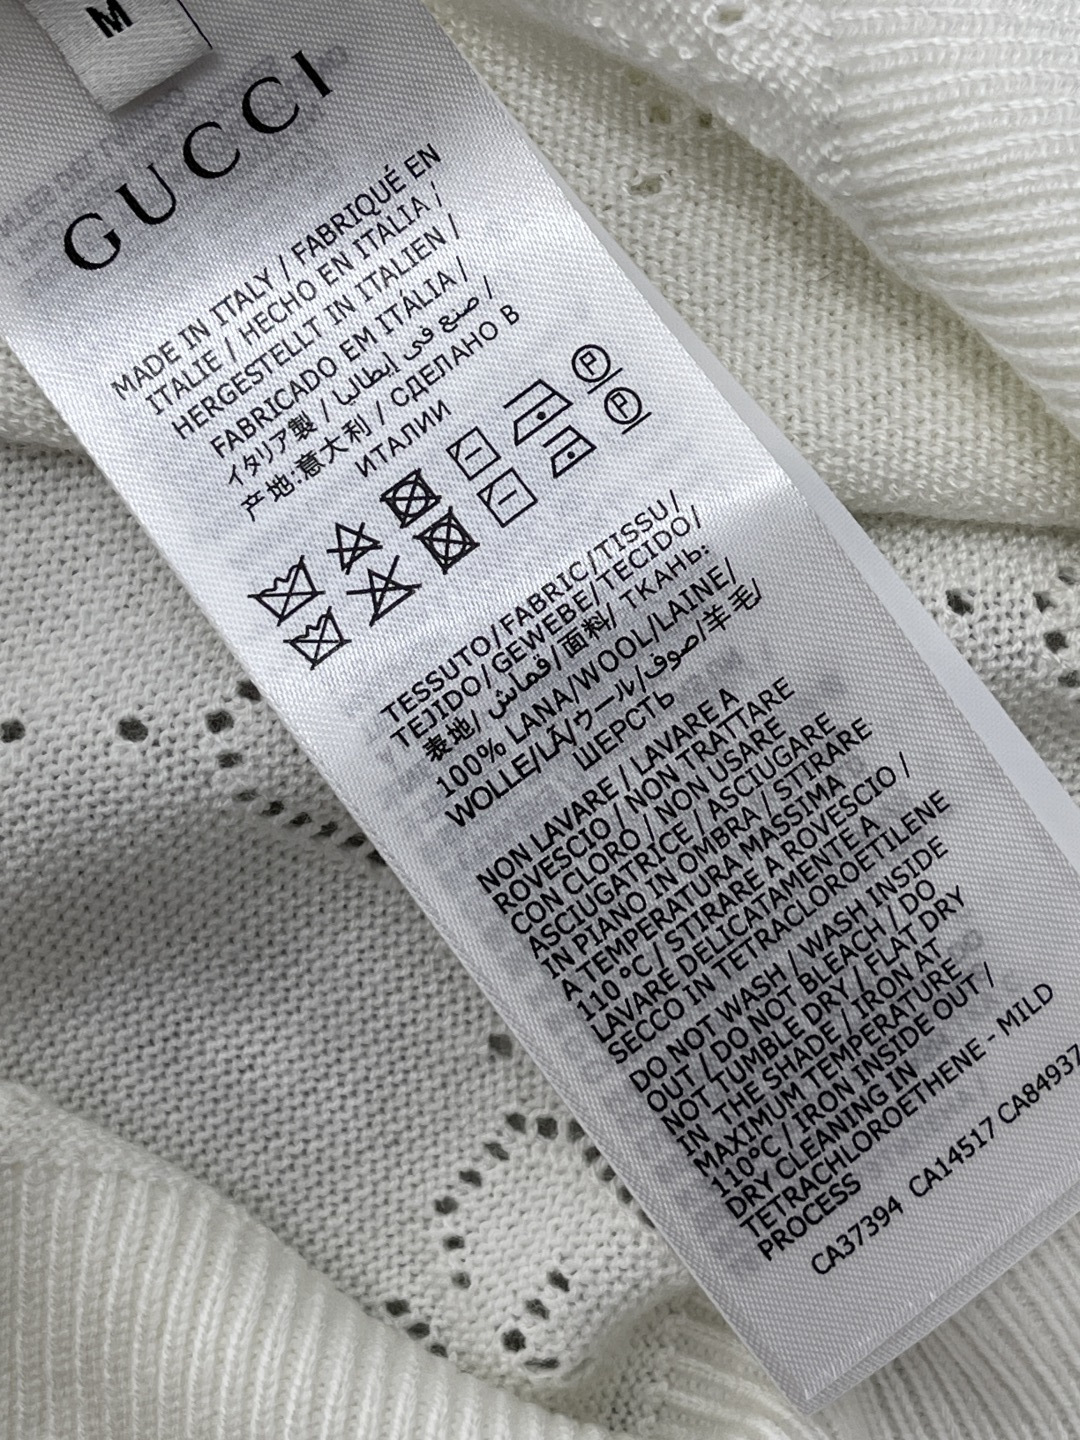 M
GUCCI
MADE IN ITALY / FABRIQUÉ EN
ITALIE / HECHO EN ITALIA /
HERGESTELLT IN ITALIEN /
FABRICADO EM ITÁLIA /
イタリア製 / صنع في إيطاليا /
产地:意大利 / СДЕЛАНО В
ИТАЛИИ
P
P
TESSUTO/FABRIC/TISSU/
TEJIDO/GEWEBE/TECIDO/
表地/قماش/面料/ ТКАНЬ:
100% LANA/WOOL/LAINE/
WOLLE/LÃ/ウール/صوف/羊毛/
ШЕРСТЬ
NON LAVARE / LAVARE A
ROVESCIO / NON TRATTARE
CON CLORO / NON USARE
ASCIUGATRICE / ASCIUGARE
IN PIANO IN OMBRA / STIRARE
A TEMPERATURA MASSIMA
110 °C / STIRARE A ROVESCIO /
LAVARE DELICATAMENTE A
SECCO IN TETRACLOROETILENE
DO NOT WASH / WASH INSIDE
OUT / DO NOT BLEACH / DO
NOT TUMBLE DRY / FLAT DRY
IN THE SHADE / IRON AT
MAXIMUM TEMPERATURE
110°C / IRON INSIDE OUT /
DRY CLEANING IN
TETRACHLOROETHENE - MILD
PROCESS
CA37394 CA14517 CA84937